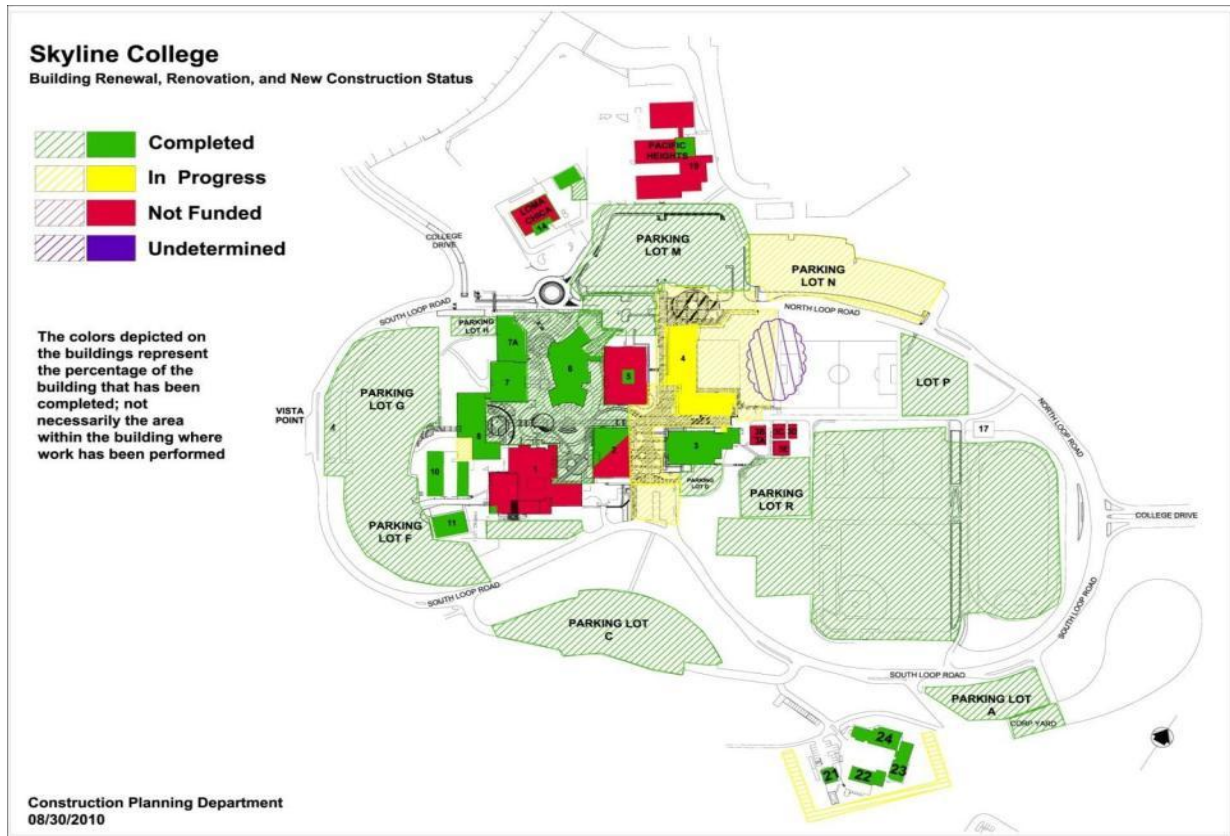 Skyline College
Building Renewal, Renovation, and New Construction Status
Completed
In Progress
Not Funded
Undetermined
The colors depicted on
the buildings represent
the percentage of the
building that has been
completed; not
necessarily the area
within the building where
work has been performed
PACIFIC
HEIGHTS
19
LOMA
CHICA
14
COLLEGE
DRIVE
PARKING
LOT M
PARKING
LOT N
SOUTH LOOP ROAD
NORTH LOOP ROAD
PARKING
LOT H
7A
7
6
5
4
PARKING
LOT G
LOT P
VISTA
POINT
NORTH LOOP ROAD
8
2
3
17
10
1
PARKING
LOT D
PARKING
LOT R
11
PARKING
LOT F
COLLEGE DRIVE
SOUTH LOOP ROAD
SOUTH LOOP ROAD
PARKING LOT
C
SOUTH LOOP ROAD
PARKING LOT
A
CORP YARD
24
23
22
21
Construction Planning Department
08/30/2010